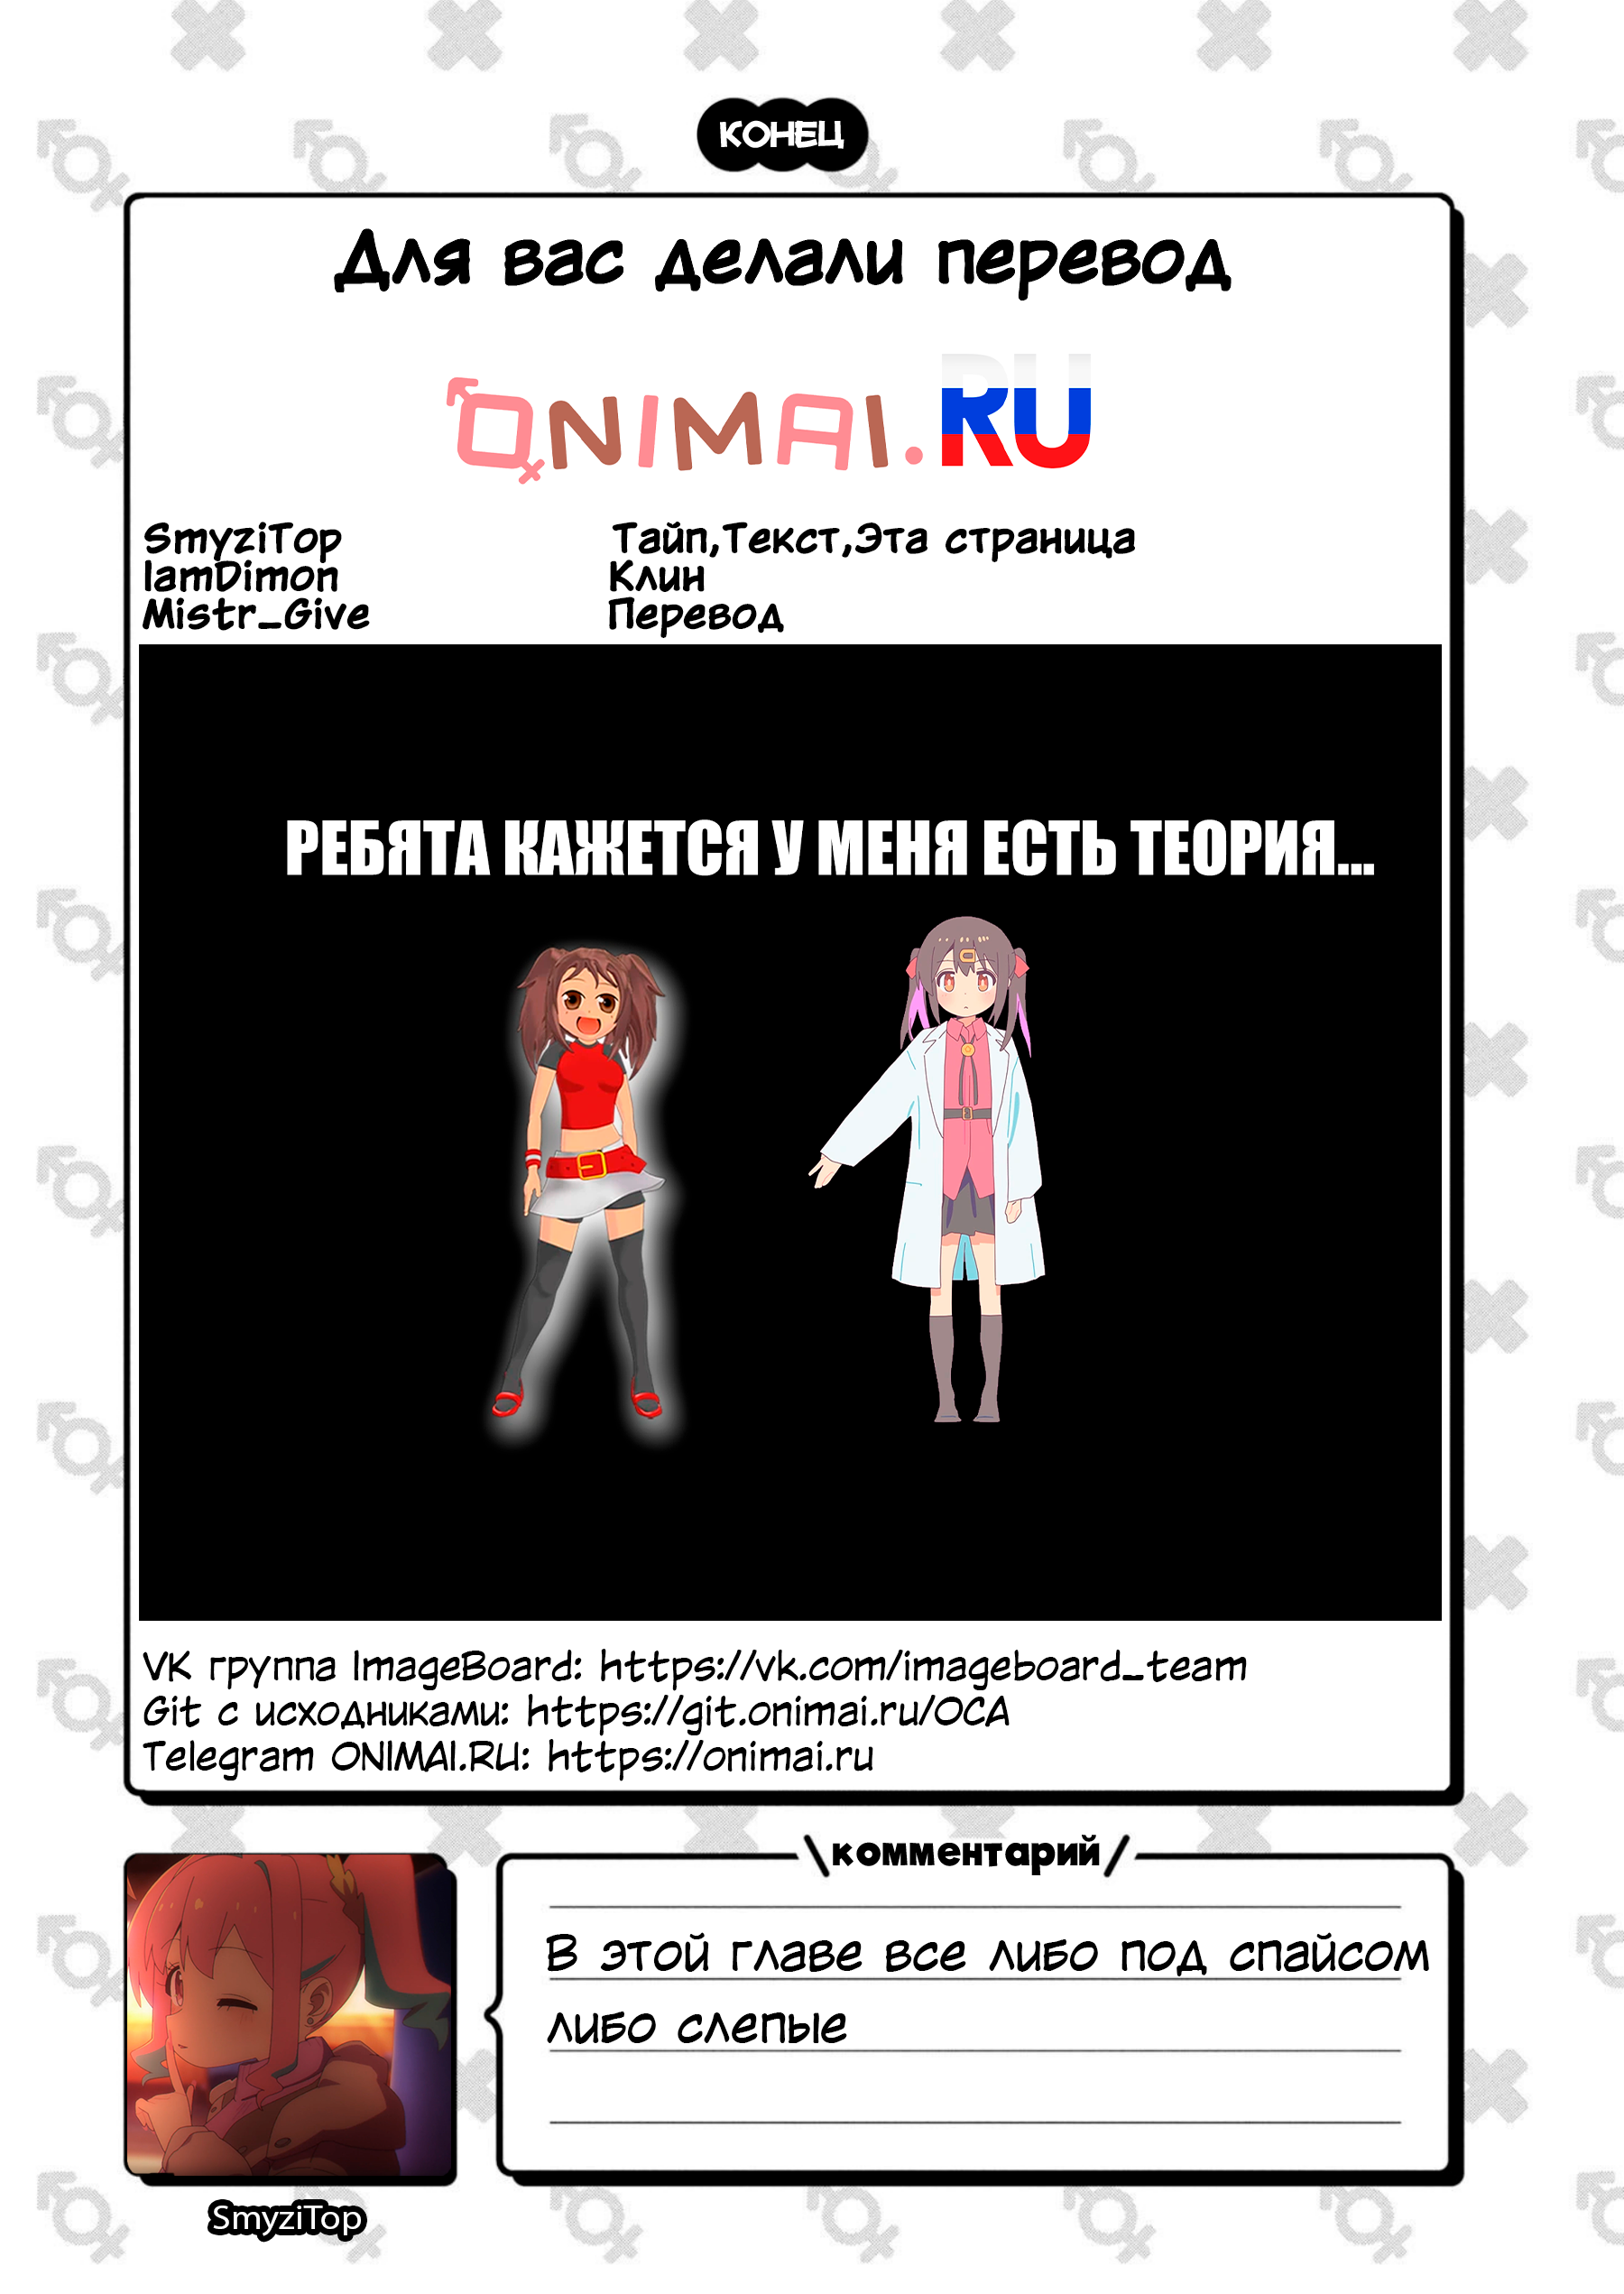 КОНЕЦ
Для вас делали перевод
ONIMAI.RU
SmyziTop Тайп,Текст,Эта страница
IamDimon Клин
Mistr_Give Перевод
РЕБЯТА КАЖЕТСЯ У МЕНЯ ЕСТЬ ТЕОРИЯ...
VK группа ImageBoard: https://vk.com/imageboard_team
Git с исходниками: https://git.onimai.ru/OCA
Telegram ONIMAI.RU: https://onimai.ru
\комментарий/
В этой главе все либо под спайсом
либо слепые
SmyziTop